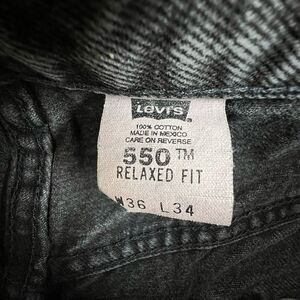 LEVI'S
100% COTTON
MADE IN MEXICO
CARE ON REVERSE
550™
RELAXED FIT
W36 L34